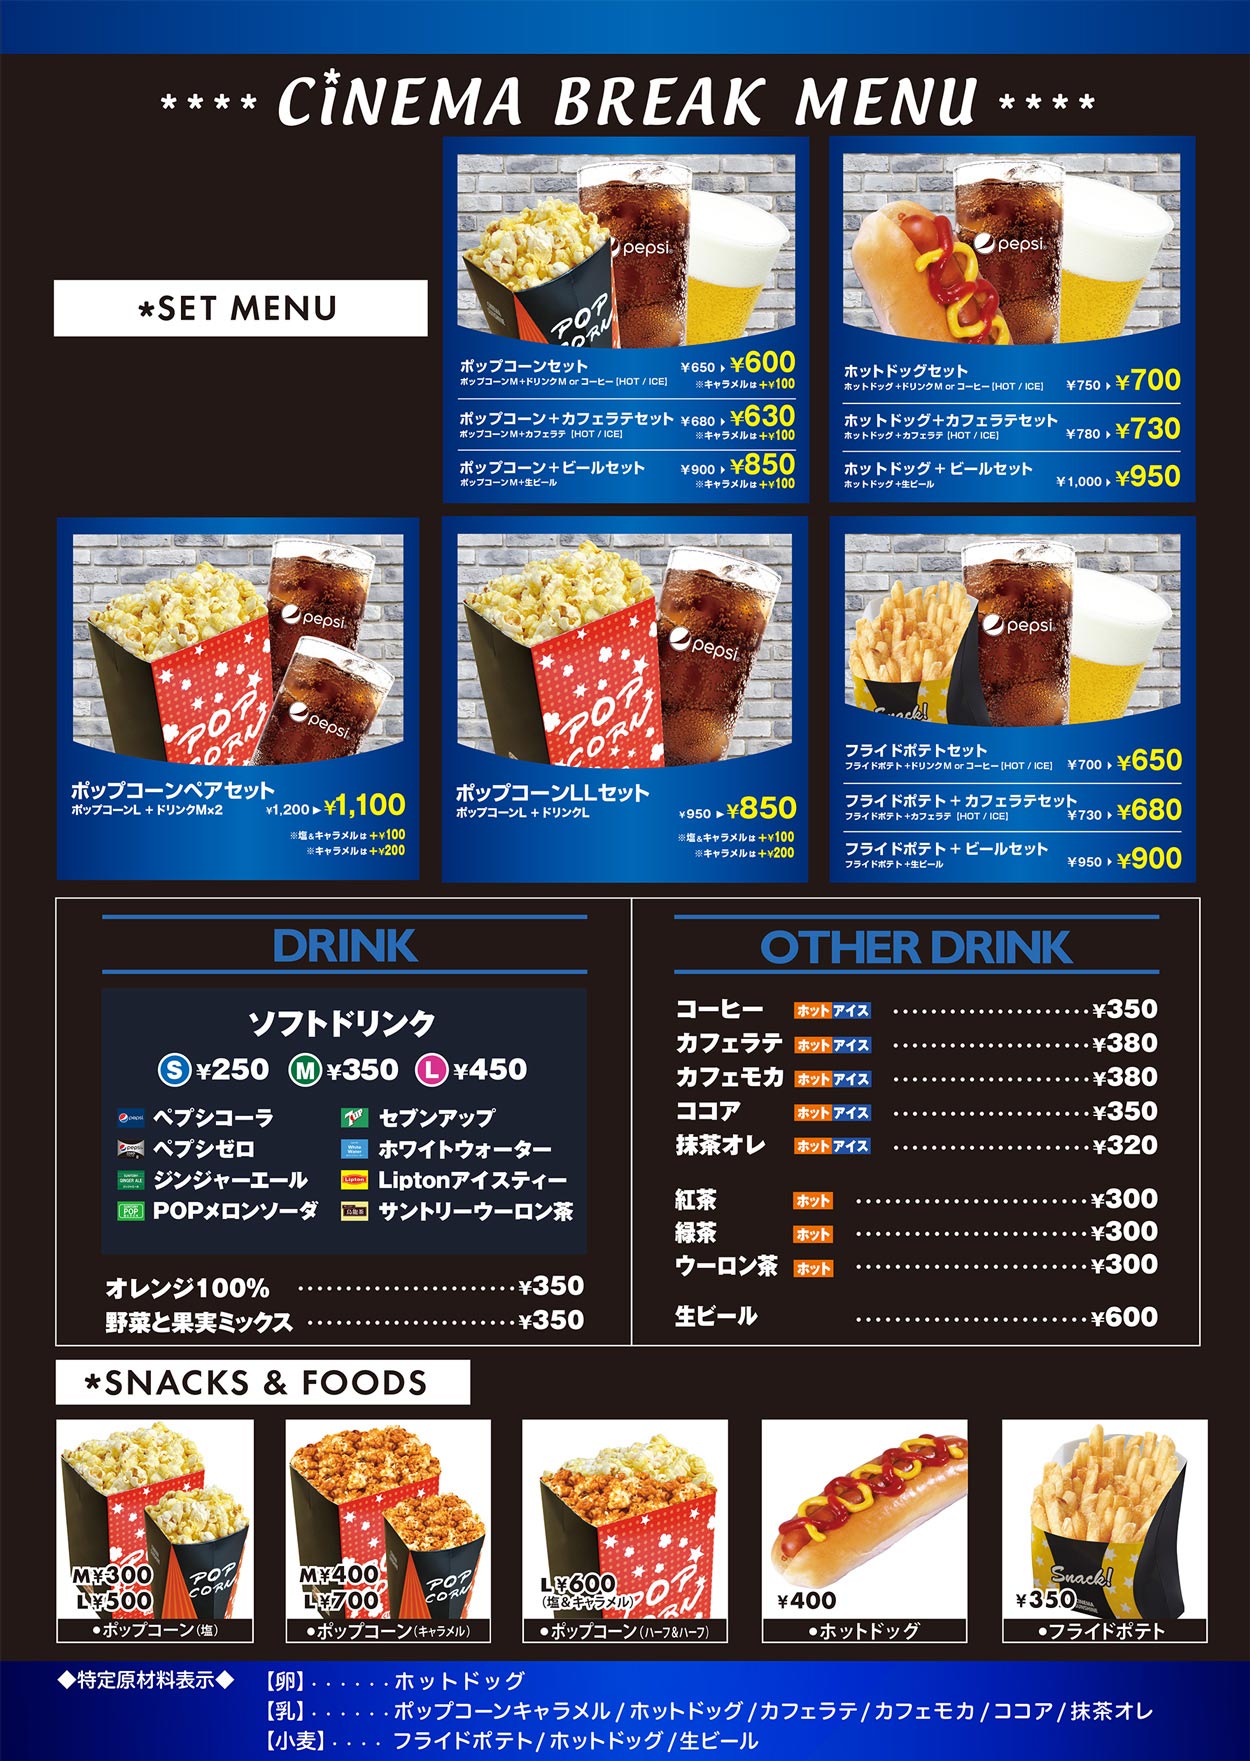 **** CINEMA BREAK MENU ****
*SET MENU
pepsi
POP CORN
ポップコーンセット ¥650 ▸ ¥600
ポップコーンM+ドリンクM or コーヒー [HOT / ICE] ※キャラメルは+¥100
ポップコーン+カフェラテセット ¥680 ▸ ¥630
ポップコーンM+カフェラテ [HOT / ICE] ※キャラメルは+¥100
ポップコーン+ビールセット ¥900 ▸ ¥850
ポップコーンM+生ビール ※キャラメルは+¥100
pepsi
ホットドッグセット
ホットドッグ+ドリンクM or コーヒー [HOT / ICE] ¥750 ▸ ¥700
ホットドッグ+カフェラテセット
ホットドッグ+カフェラテ [HOT / ICE] ¥780 ▸ ¥730
ホットドッグ+ビールセット
ホットドッグ+生ビール ¥1,000 ▸ ¥950
pepsi
pepsi
POP CORN
ポップコーンペアセット
ポップコーンL + ドリンクM×2 ¥1,200 ▸ ¥1,100
※塩&キャラメルは+¥100
※キャラメルは+¥200
pepsi
POP CORN
ポップコーンLLセット
ポップコーンL + ドリンクL ¥950 ▸ ¥850
※塩&キャラメルは+¥100
※キャラメルは+¥200
pepsi
Snack!
フライドポテトセット
フライドポテト+ドリンクM or コーヒー [HOT / ICE] ¥700 ▸ ¥650
フライドポテト+カフェラテセット
フライドポテト+カフェラテ [HOT / ICE] ¥730 ▸ ¥680
フライドポテト+ビールセット
フライドポテト+生ビール ¥950 ▸ ¥900
DRINK
ソフトドリンク
S ¥250 M ¥350 L ¥450
pepsi ペプシコーラ 7UP セブンアップ
pepsi ペプシゼロ White Water ホワイトウォーター
GINGER ALE ジンジャーエール Lipton Liptonアイスティー
POP POPメロンソーダ 烏龍茶 サントリーウーロン茶
オレンジ100% ¥350
野菜と果実ミックス ¥350
OTHER DRINK
コーヒー ホット アイス ¥350
カフェラテ ホット アイス ¥380
カフェモカ ホット アイス ¥380
ココア ホット アイス ¥350
抹茶オレ ホット アイス ¥320
紅茶 ホット ¥300
緑茶 ホット ¥300
ウーロン茶 ホット ¥300
生ビール ¥600
*SNACKS & FOODS
POP CORN
M¥300
L¥500
•ポップコーン(塩)
POP CORN
M¥400
L¥700
•ポップコーン(キャラメル)
POP CORN
L¥600
(塩&キャラメル)
•ポップコーン(ハーフ&ハーフ)
¥400
•ホットドッグ
Snack!
¥350
•フライドポテト
◆特定原材料表示◆ 【卵】......ホットドッグ
【乳】......ポップコーンキャラメル/ホットドッグ/カフェラテ/カフェモカ/ココア/抹茶オレ
【小麦】.... フライドポテト/ホットドッグ/生ビール